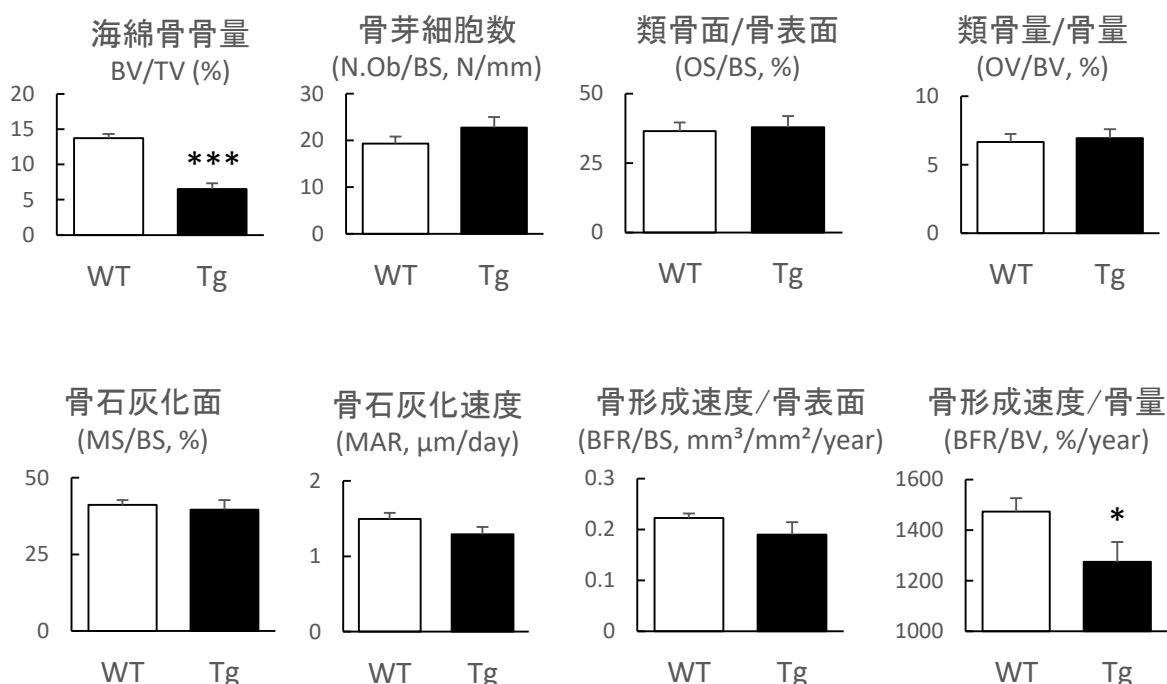 海綿骨骨量
BV/TV (%)
20
15
10
5
0
***
WT Tg
骨芽細胞数
(N.Ob/BS, N/mm)
30
20
10
0
WT Tg
類骨面/骨表面
(OS/BS, %)
50
25
0
WT Tg
類骨量/骨量
(OV/BV, %)
10
5
0
WT Tg
骨石灰化面
(MS/BS, %)
50
25
0
WT Tg
骨石灰化速度
(MAR, μm/day)
2
1
0
WT Tg
骨形成速度/骨表面
(BFR/BS, mm³/mm²/year)
0.3
0.2
0.1
0
WT Tg
骨形成速度/骨量
(BFR/BV, %/year)
1600
1400
1200
1000
*
WT Tg